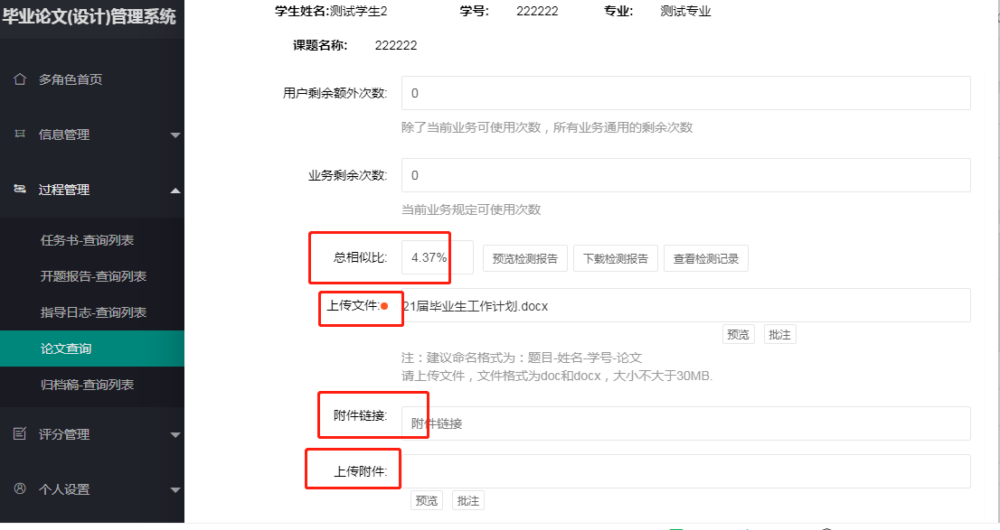 毕业论文(设计)管理系统
多角色首页
信息管理
过程管理
任务书-查询列表
开题报告-查询列表
指导日志-查询列表
论文查询
归档稿-查询列表
评分管理
个人设置
学生姓名:测试学生2 学号: 222222 专业: 测试专业
课题名称: 222222
用户剩余额外次数: 0
除了当前业务可使用次数，所有业务通用的剩余次数
业务剩余次数: 0
当前业务规定可使用次数
总相似比: 4.37% 预览检测报告 下载检测报告 查看检测记录
上传文件: 21届毕业生工作计划.docx
预览 批注
注：建议命名格式为：题目-姓名-学号-论文
请上传文件，文件格式为doc和docx，大小不大于30MB.
附件链接: 附件链接
上传附件:
预览 批注